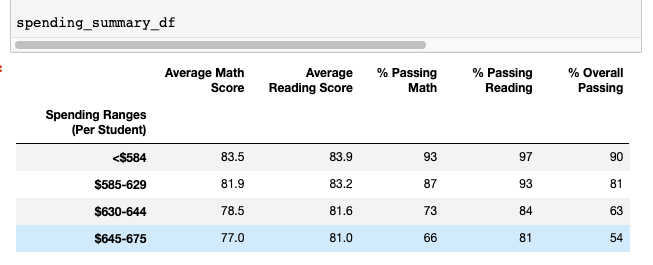 spending_summary_df
Average Math Score Average Reading Score % Passing Math % Passing Reading % Overall Passing
Spending Ranges (Per Student)
<$584 83.5 83.9 93 97 90
$585-629 81.9 83.2 87 93 81
$630-644 78.5 81.6 73 84 63
$645-675 77.0 81.0 66 81 54